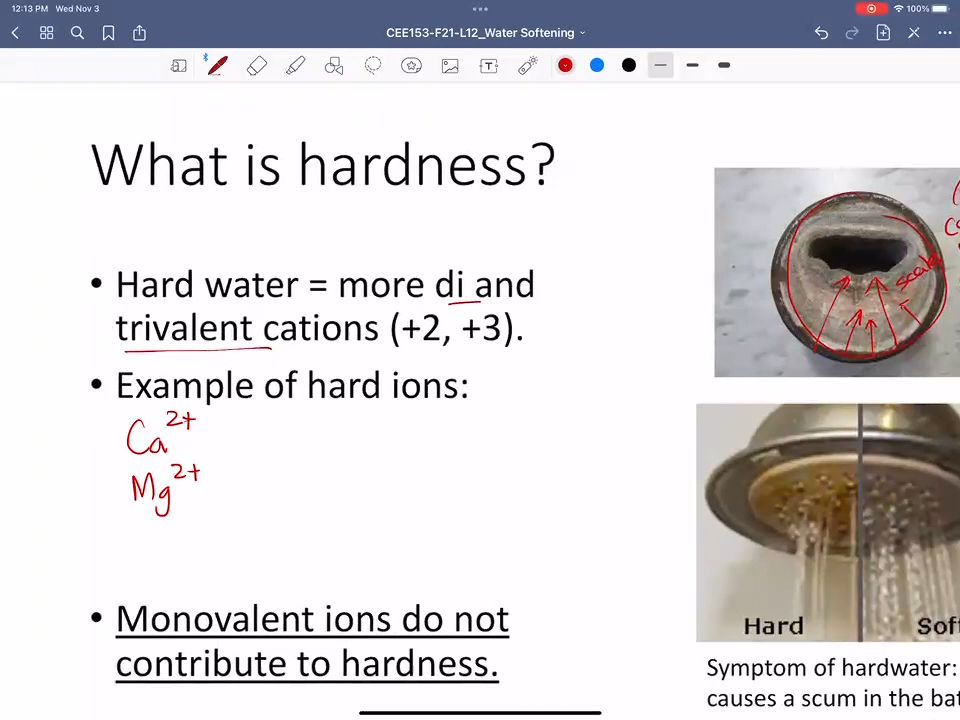 12:13 PM Wed Nov 3
100%
CEE153-F21-L12_Water Softening
What is hardness?
• Hard water = more di and
trivalent cations (+2, +3).
• Example of hard ions:
Ca²⁺
Mg²⁺
• Monovalent ions do not
contribute to hardness.
scale
Hard
Soft
Symptom of hardwater:
causes a scum in the bat